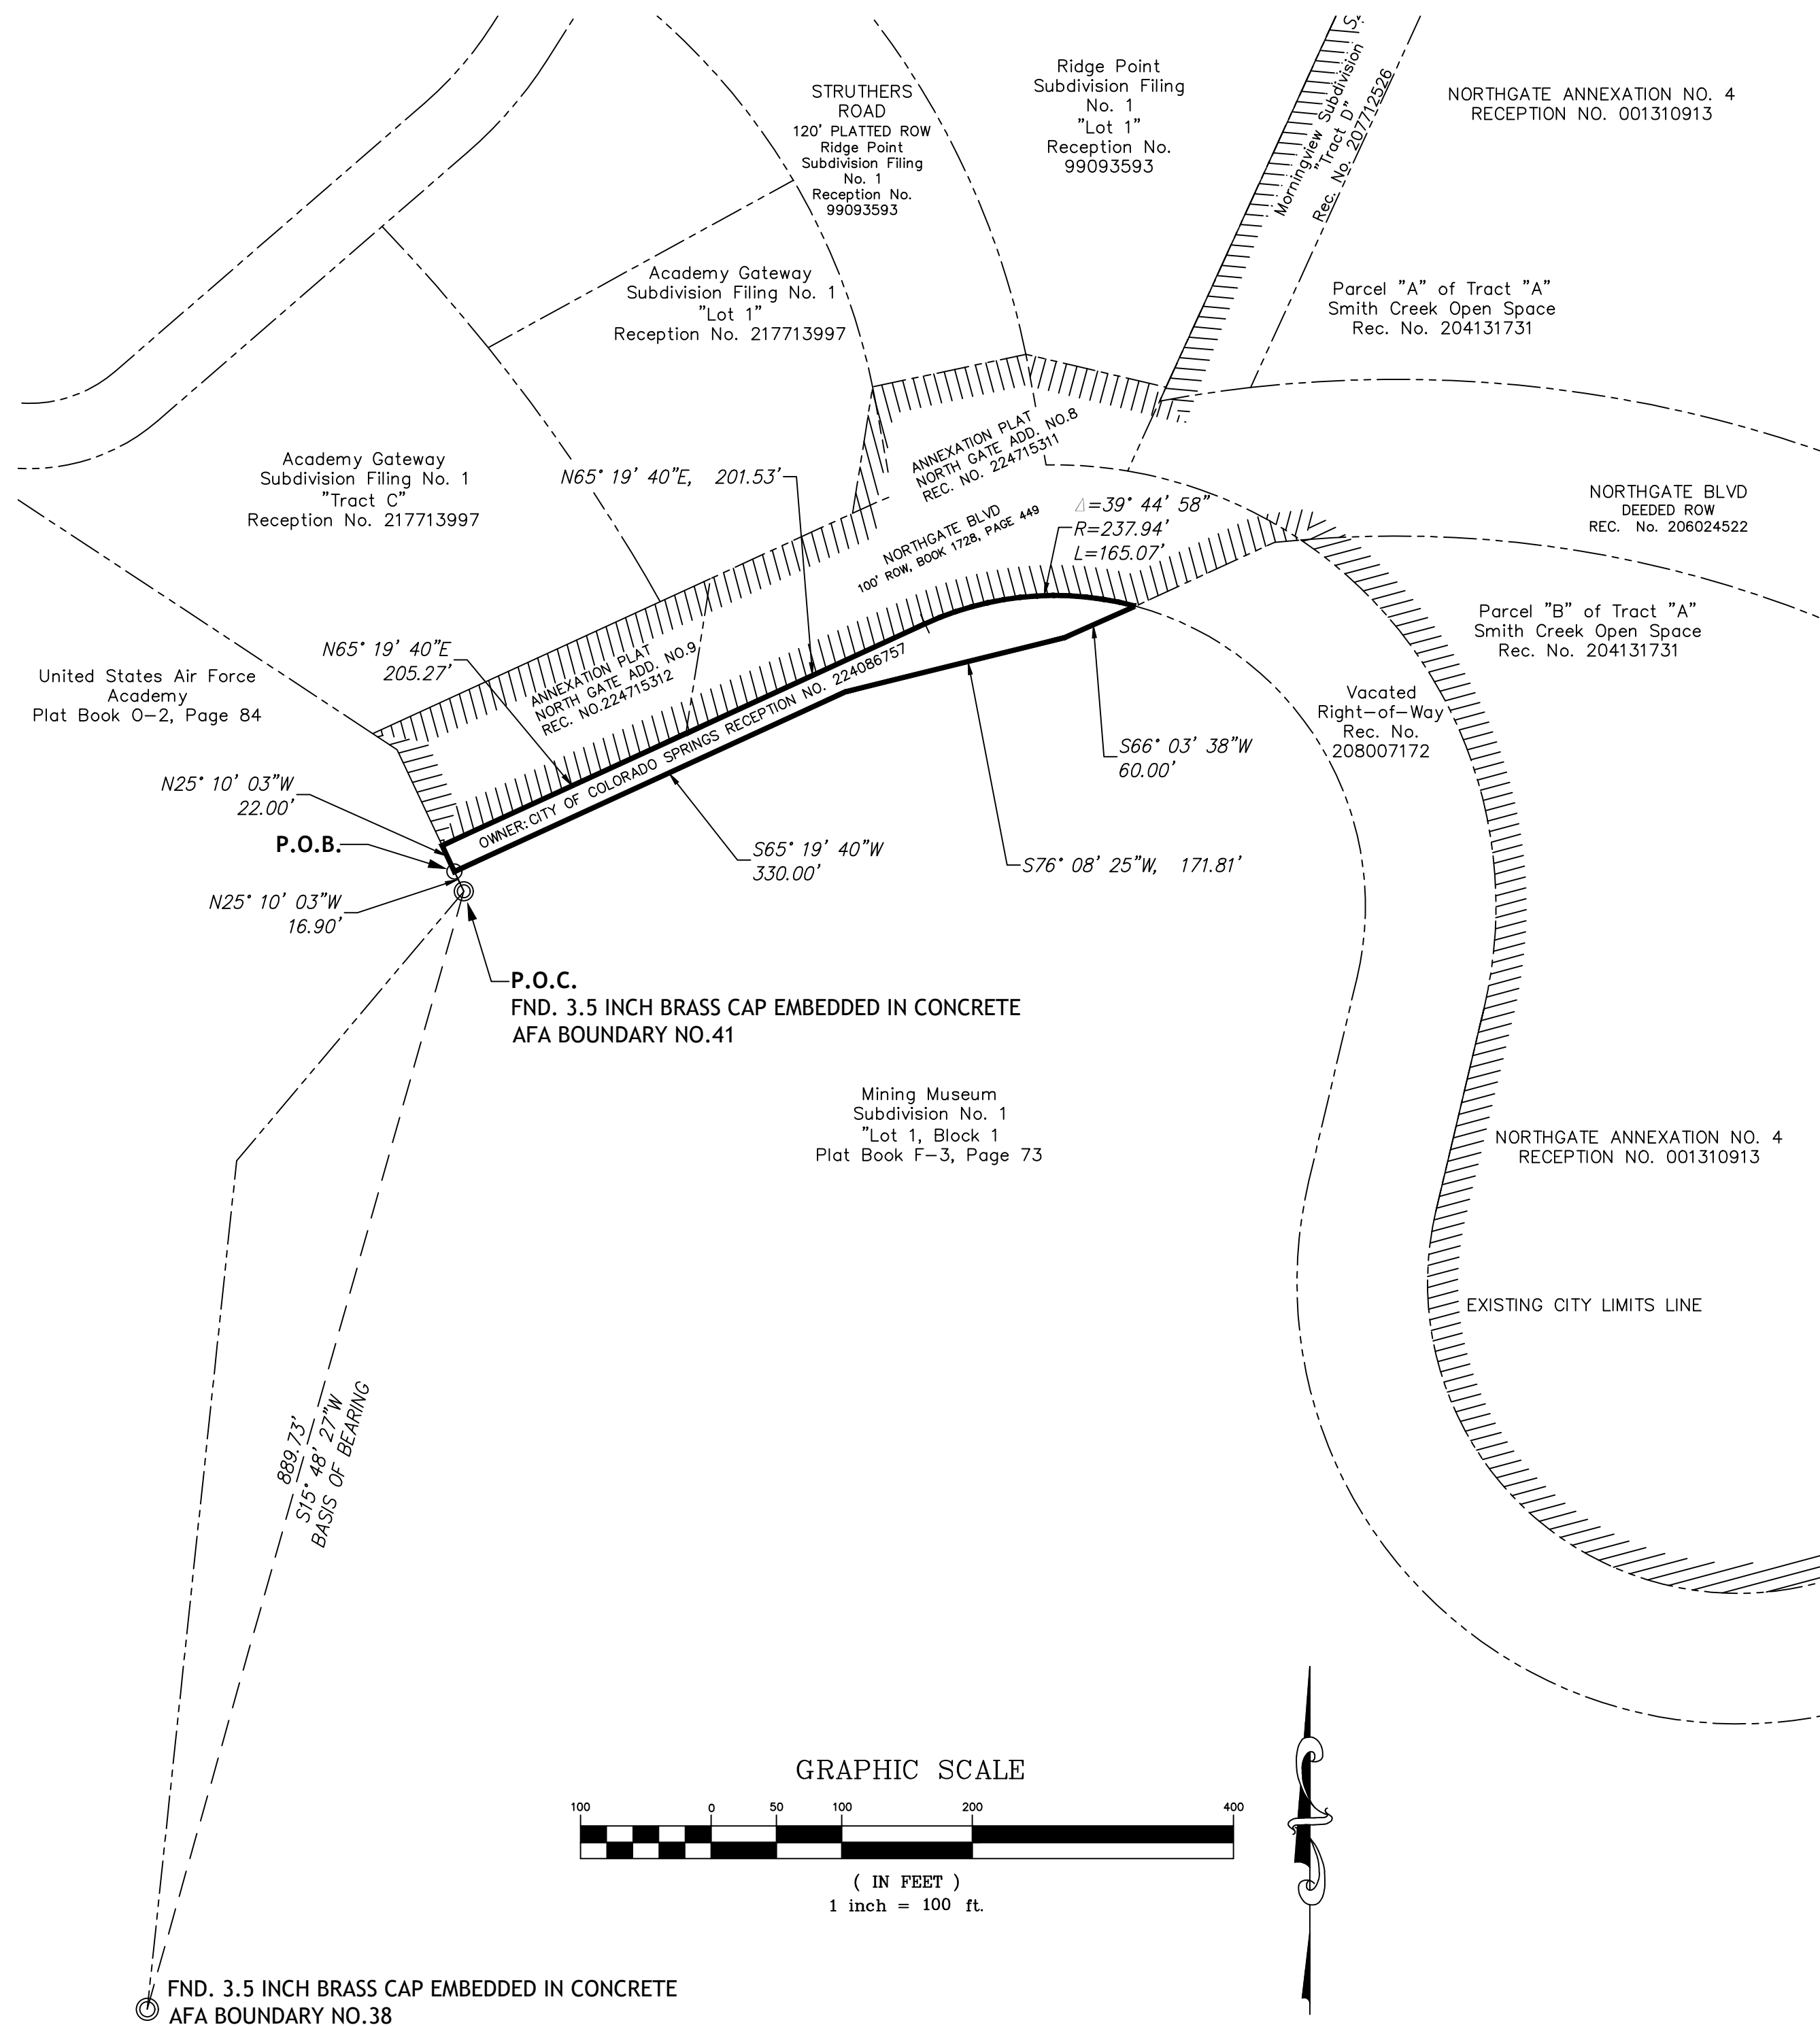 STRUTHERS
ROAD
120' PLATTED ROW
Ridge Point
Subdivision Filing
No. 1
Reception No.
99093593
Ridge Point
Subdivision Filing
No. 1
"Lot 1"
Reception No.
99093593
Morningview Subdivision
"Tract D"
Rec. No. 207712526
NORTHGATE ANNEXATION NO. 4
RECEPTION NO. 001310913
Academy Gateway
Subdivision Filing No. 1
"Lot 1"
Reception No. 217713997
Parcel "A" of Tract "A"
Smith Creek Open Space
Rec. No. 204131731
Academy Gateway
Subdivision Filing No. 1
"Tract C"
Reception No. 217713997
N65° 19' 40"E, 201.53'
ANNEXATION PLAT
NORTH GATE ADD. NO.8
REC. NO. 224715311
NORTHGATE BLVD
100' ROW, BOOK 1728, PAGE 449
Δ=39° 44' 58"
R=237.94'
L=165.07'
NORTHGATE BLVD
DEEDED ROW
REC. No. 206024522
Parcel "B" of Tract "A"
Smith Creek Open Space
Rec. No. 204131731
United States Air Force
Academy
Plat Book O-2, Page 84
N65° 19' 40"E
205.27'
ANNEXATION PLAT
NORTH GATE ADD. NO.9
REC. NO.224715312
OWNER: CITY OF COLORADO SPRINGS RECEPTION NO. 224086757
Vacated
Right-of-Way
Rec. No.
208007172
N25° 10' 03"W
22.00'
P.O.B.
N25° 10' 03"W
16.90'
S65° 19' 40"W
330.00'
S76° 08' 25"W, 171.81'
S66° 03' 38"W
60.00'
P.O.C.
FND. 3.5 INCH BRASS CAP EMBEDDED IN CONCRETE
AFA BOUNDARY NO.41
Mining Museum
Subdivision No. 1
"Lot 1, Block 1
Plat Book F-3, Page 73
NORTHGATE ANNEXATION NO. 4
RECEPTION NO. 001310913
EXISTING CITY LIMITS LINE
889.73'
S15° 48' 27"W
BASIS OF BEARING
GRAPHIC SCALE
100 0 50 100 200 400
( IN FEET )
1 inch = 100 ft.
FND. 3.5 INCH BRASS CAP EMBEDDED IN CONCRETE
AFA BOUNDARY NO.38